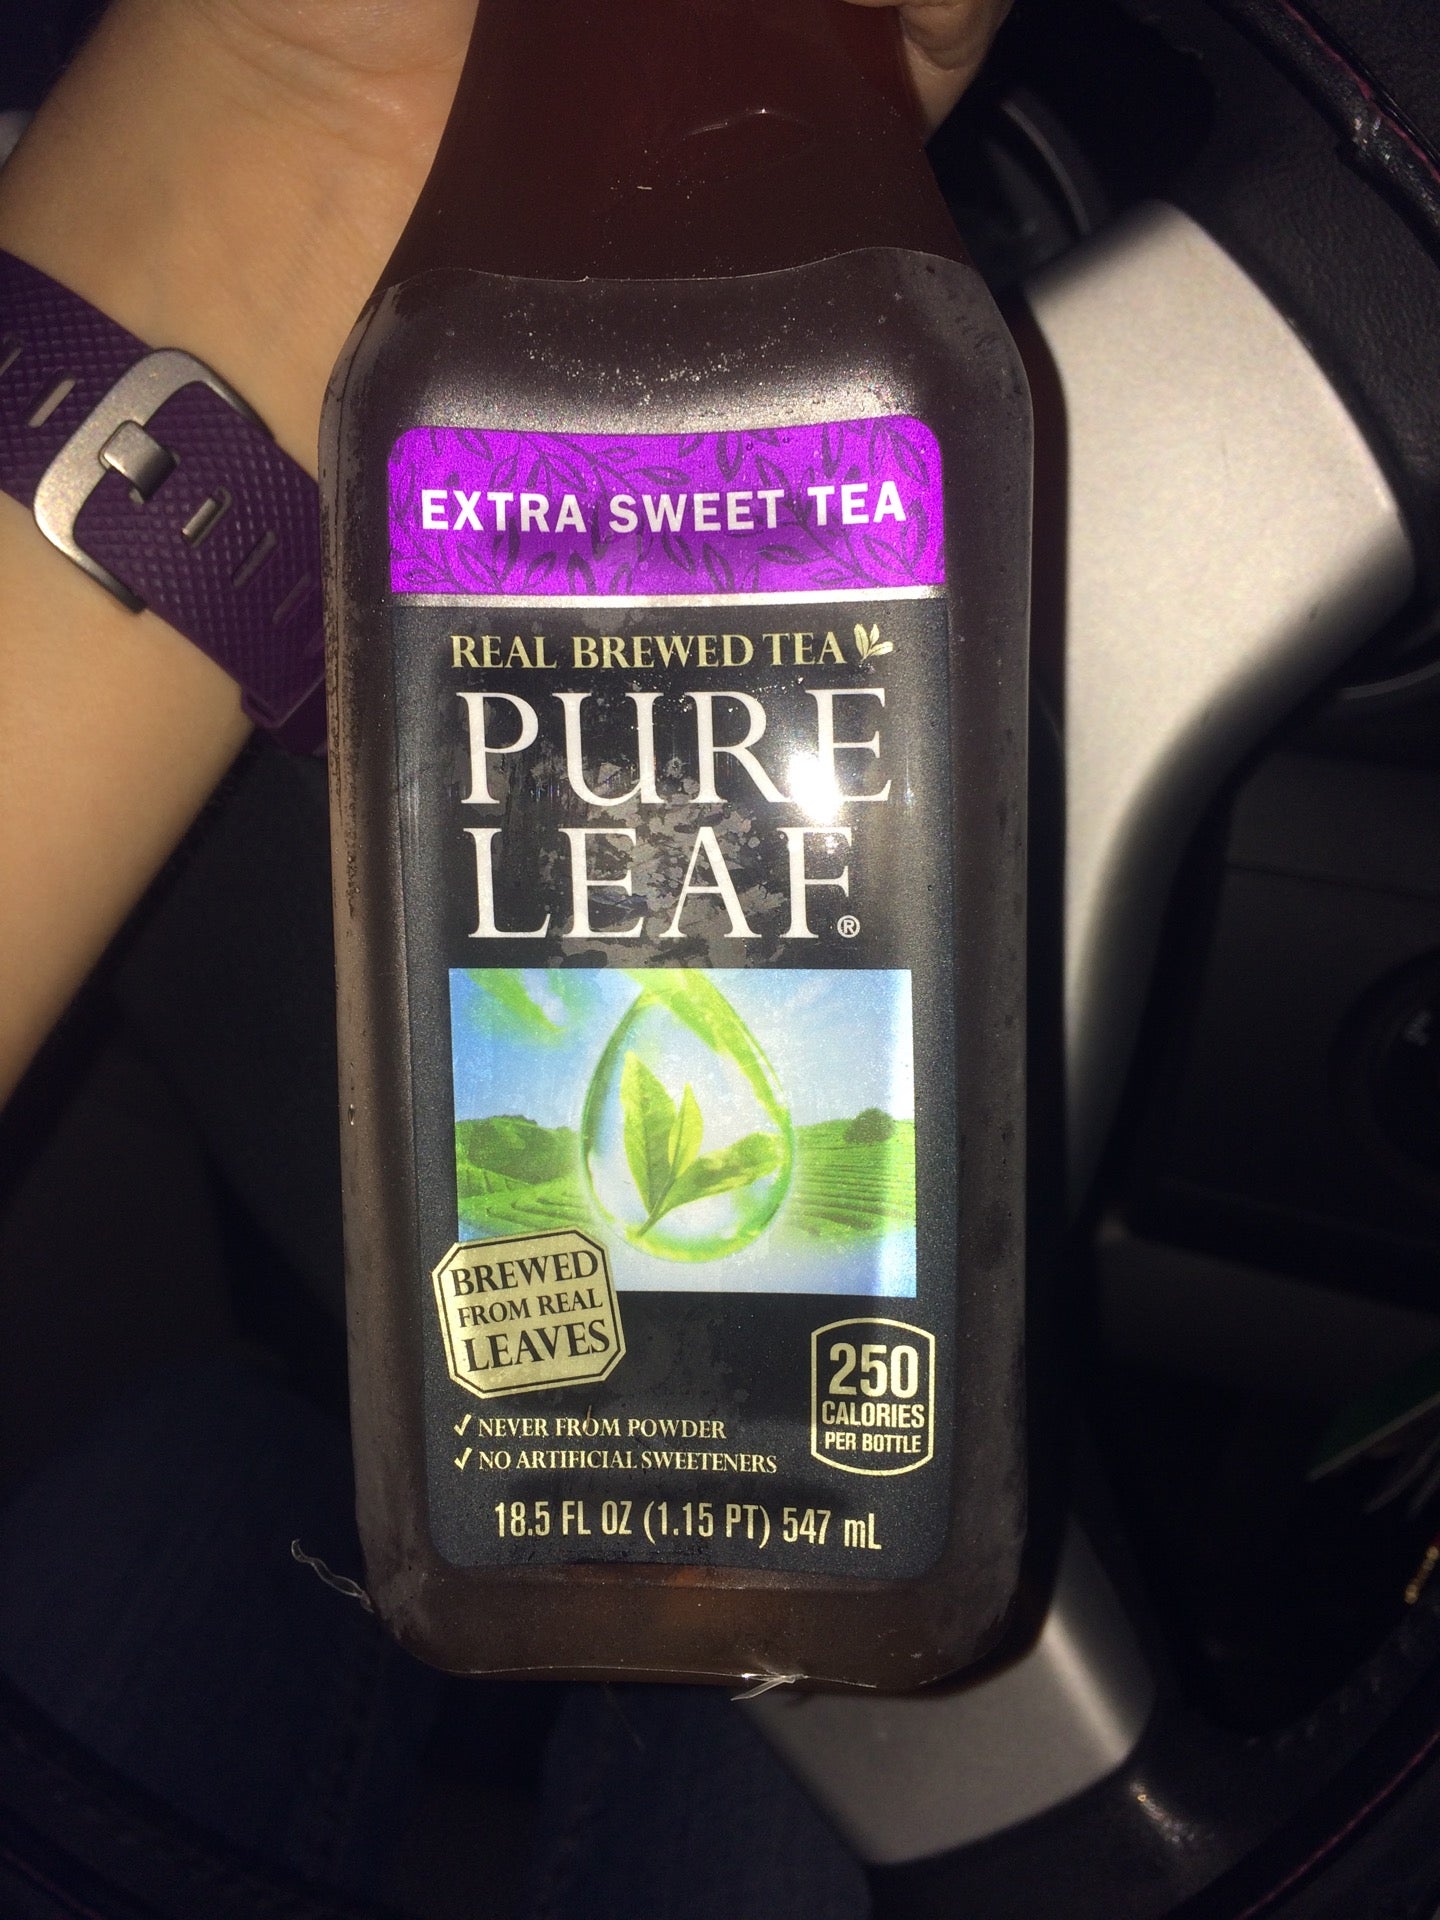 EXTRA SWEET TEA
REAL BREWED TEA
PURE
LEAF®
BREWED
FROM REAL
LEAVES
250
CALORIES
PER BOTTLE
✓ NEVER FROM POWDER
✓ NO ARTIFICIAL SWEETENERS
18.5 FL OZ (1.15 PT) 547 mL